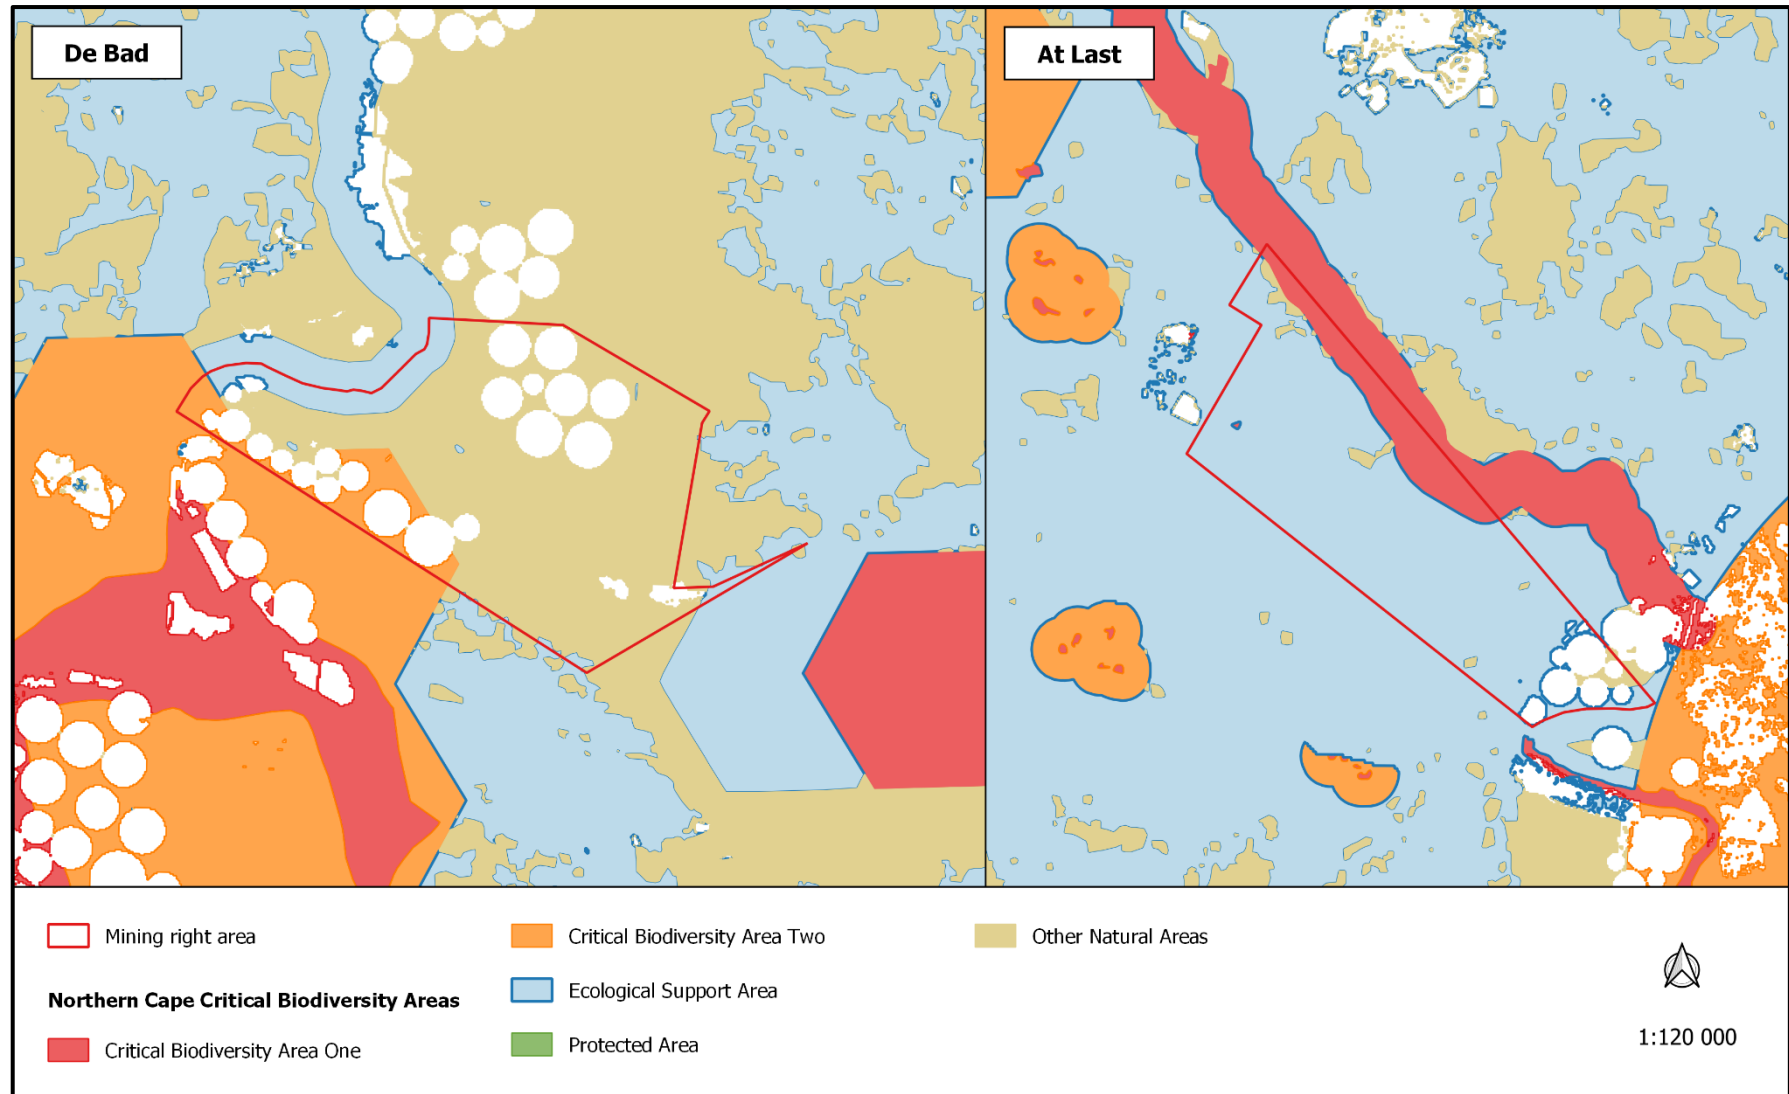 De Bad
At Last
Mining right area
Northern Cape Critical Biodiversity Areas
Critical Biodiversity Area One
Critical Biodiversity Area Two
Ecological Support Area
Protected Area
Other Natural Areas
1:120 000